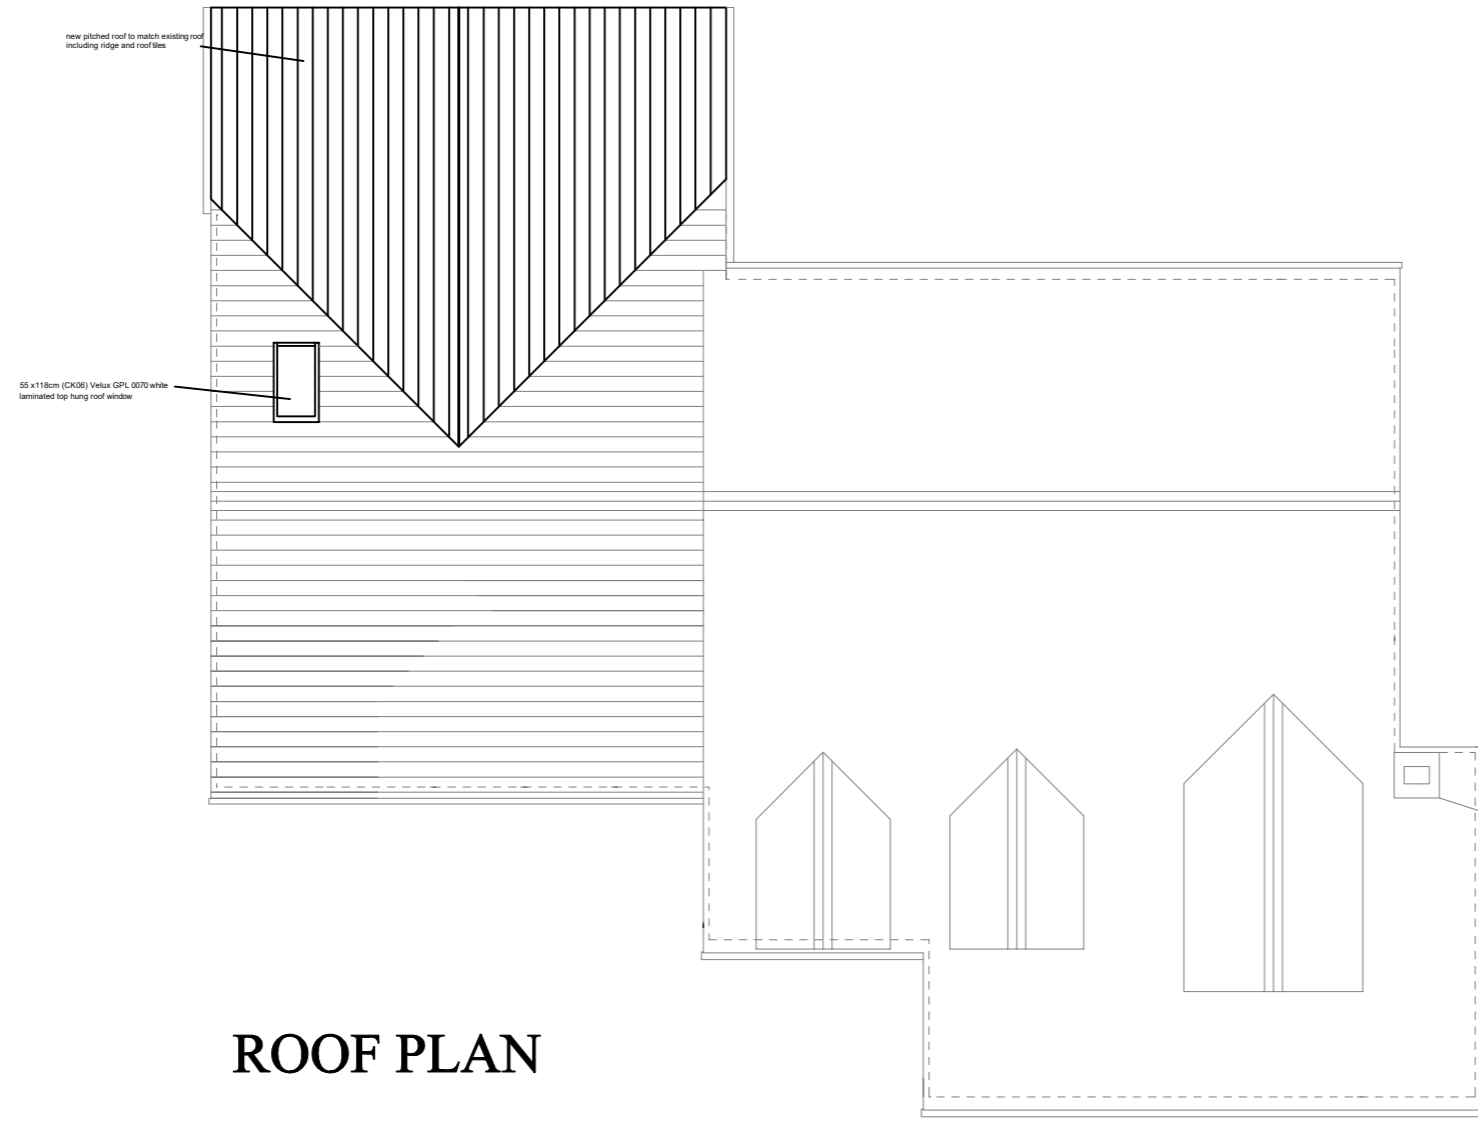 new pitched roof to match existing roof
including ridge and roof tiles
55 x118cm (CK06) Velux GPL 0070 white
laminated top hung roof window
ROOF PLAN